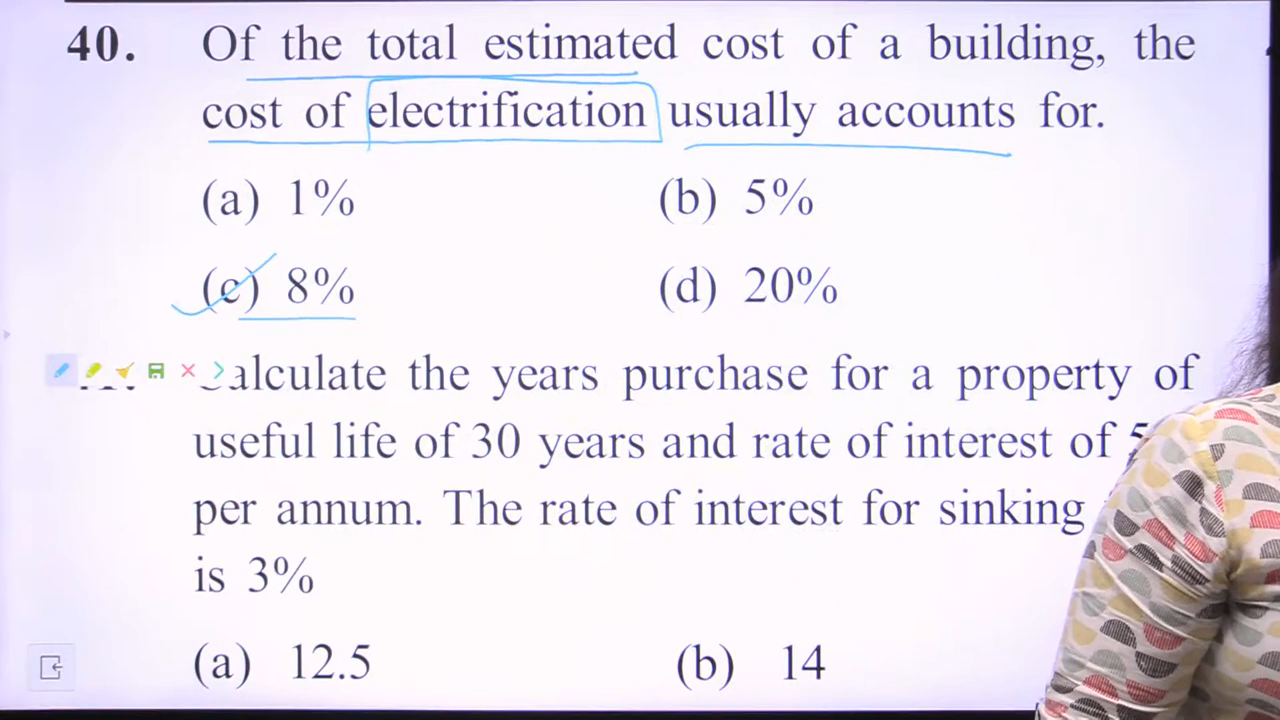 40. Of the total estimated cost of a building, the
cost of electrification usually accounts for.
(a) 1% (b) 5%
(c) 8% (d) 20%
alculate the years purchase for a property of
useful life of 30 years and rate of interest of
per annum. The rate of interest for sinking
is 3%
(a) 12.5 (b) 14